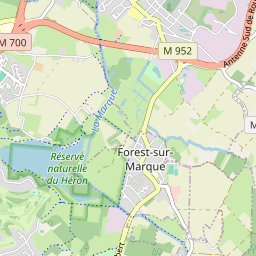 M 700
M 952
Antenne Sud de Ro
La Marque
M
Forest-sur-
Marque
Réserve
naturelle
du Héron